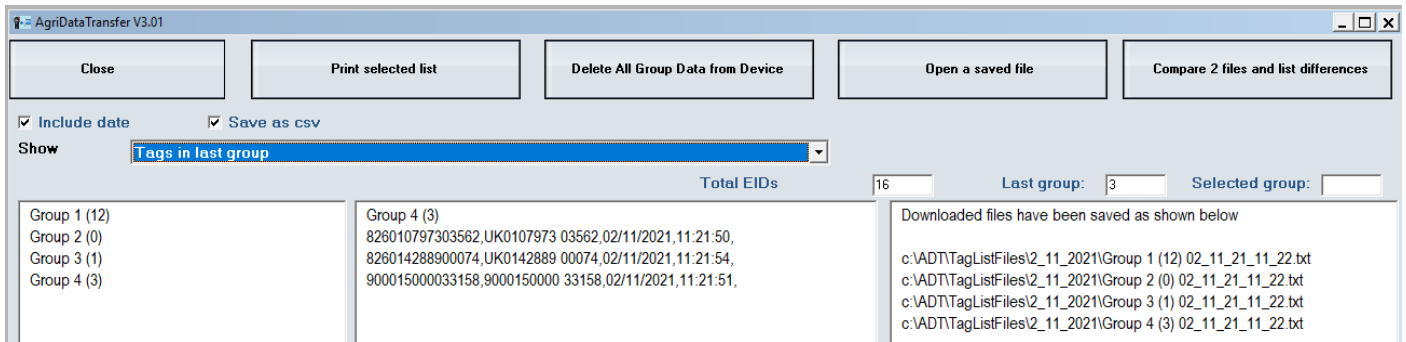 AgriDataTransfer V3.01
Close
Print selected list
Delete All Group Data from Device
Open a saved file
Compare 2 files and list differences
Include date
Save as csv
Show
Tags in last group
Total EIDs
16
Last group:
3
Selected group:
Group 1 (12)
Group 2 (0)
Group 3 (1)
Group 4 (3)
Group 4 (3)
826010797303562,UK0107973 03562,02/11/2021,11:21:50,
826014288900074,UK0142889 00074,02/11/2021,11:21:54,
900015000033158,9000150000 33158,02/11/2021,11:21:51,
Downloaded files have been saved as shown below
c:\ADT\TagListFiles\2_11_2021\Group 1 (12) 02_11_21_11_22.txt
c:\ADT\TagListFiles\2_11_2021\Group 2 (0) 02_11_21_11_22.txt
c:\ADT\TagListFiles\2_11_2021\Group 3 (1) 02_11_21_11_22.txt
c:\ADT\TagListFiles\2_11_2021\Group 4 (3) 02_11_21_11_22.txt